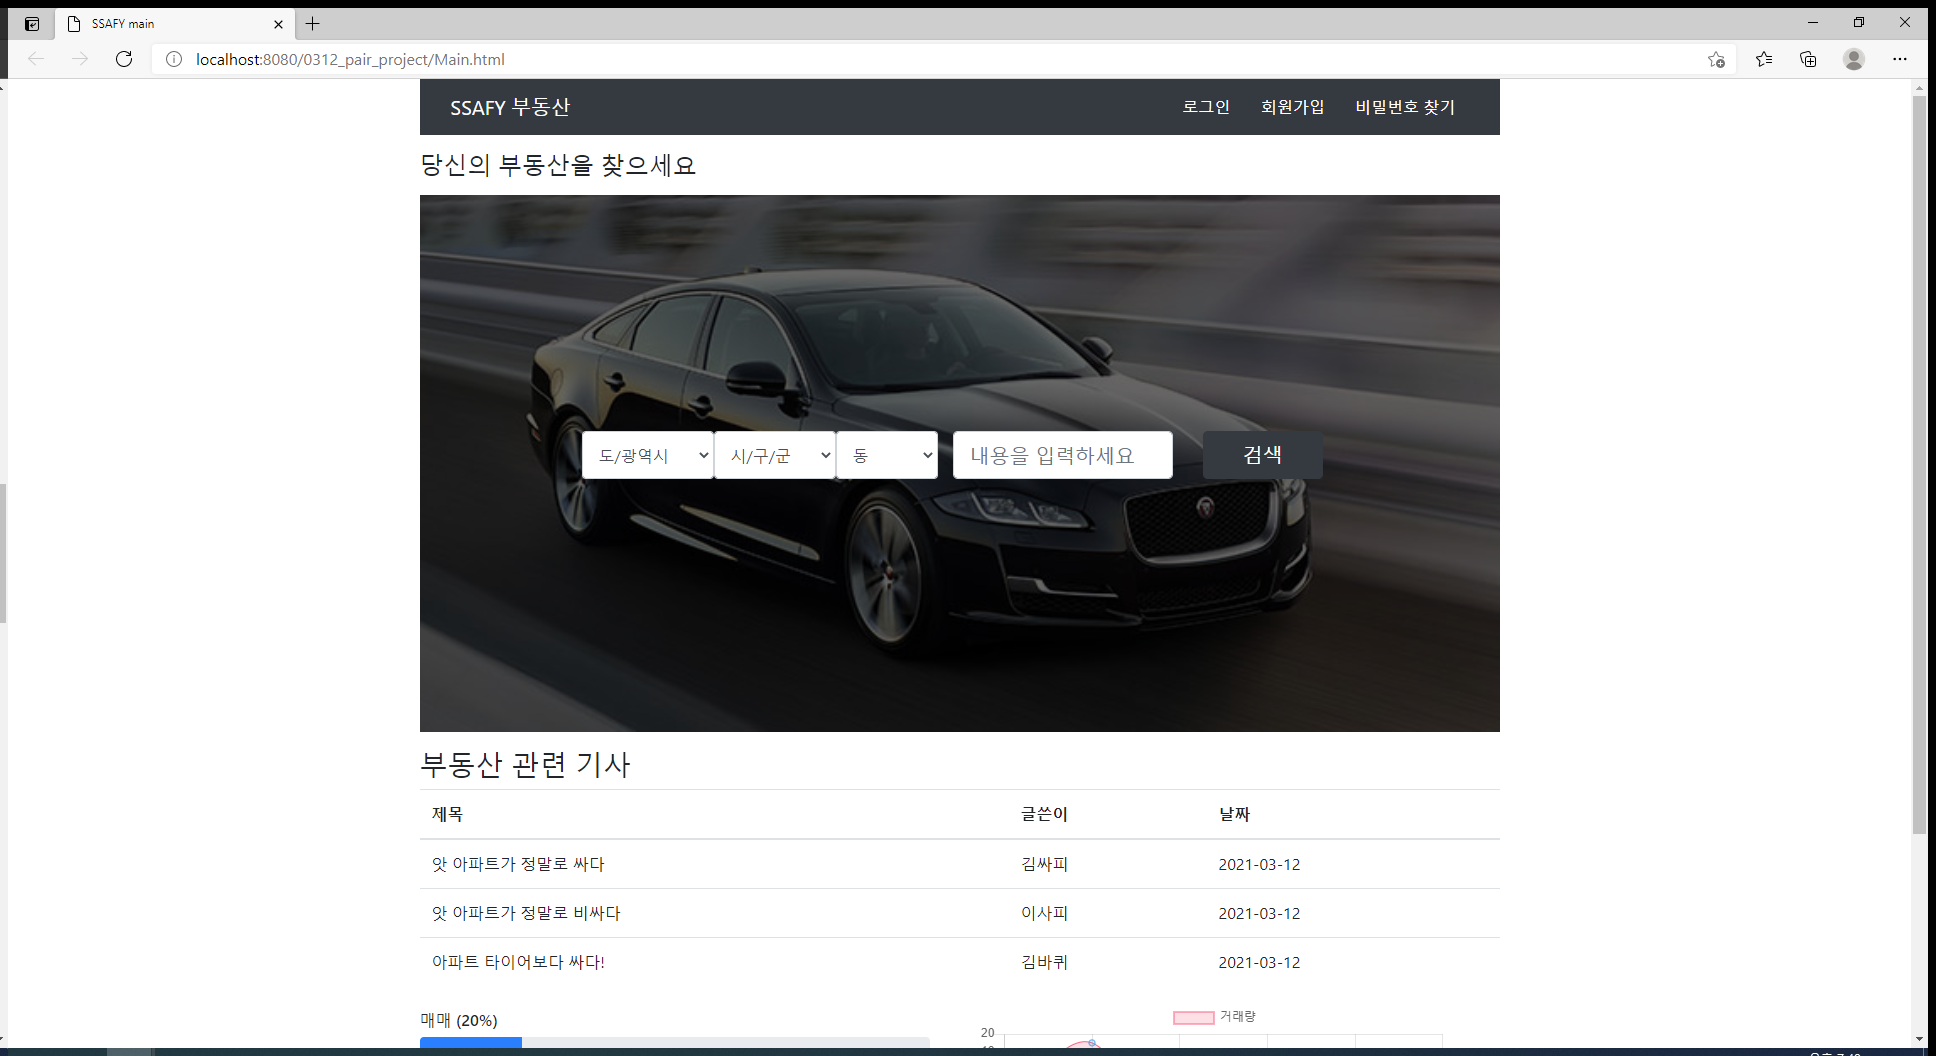 SSAFY main
localhost:8080/0312_pair_project/Main.html
SSAFY 부동산 로그인 회원가입 비밀번호 찾기
당신의 부동산을 찾으세요
도/광역시 시/구/군 동 내용을 입력하세요 검색
부동산 관련 기사
제목 글쓴이 날짜
앗 아파트가 정말로 싸다 김싸피 2021-03-12
앗 아파트가 정말로 비싸다 이사피 2021-03-12
아파트 타이어보다 싸다! 김바퀴 2021-03-12
매매 (20%)
거래량
20